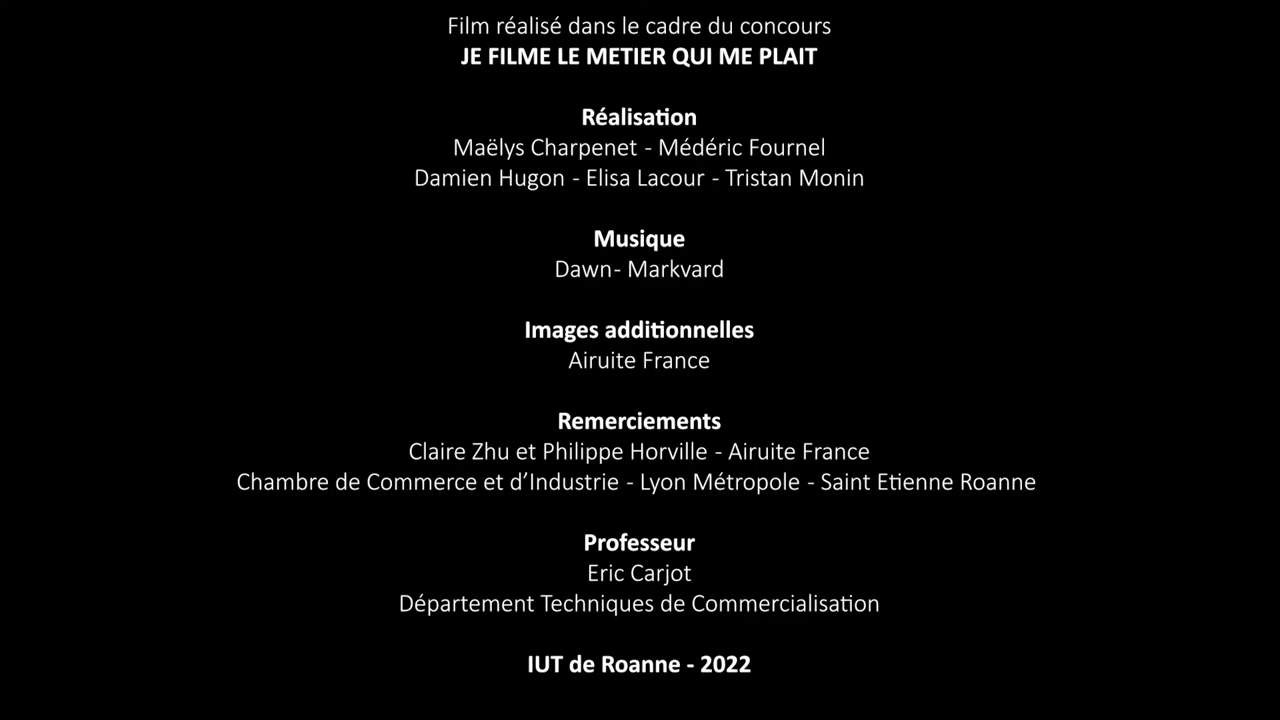 Film réalisé dans le cadre du concours
JE FILME LE METIER QUI ME PLAIT
Réalisation
Maëlys Charpenet - Médéric Fournel
Damien Hugon - Elisa Lacour - Tristan Monin
Musique
Dawn- Markvard
Images additionnelles
Airuite France
Remerciements
Claire Zhu et Philippe Horville - Airuite France
Chambre de Commerce et d’Industrie - Lyon Métropole - Saint Etienne Roanne
Professeur
Eric Carjot
Département Techniques de Commercialisation
IUT de Roanne - 2022